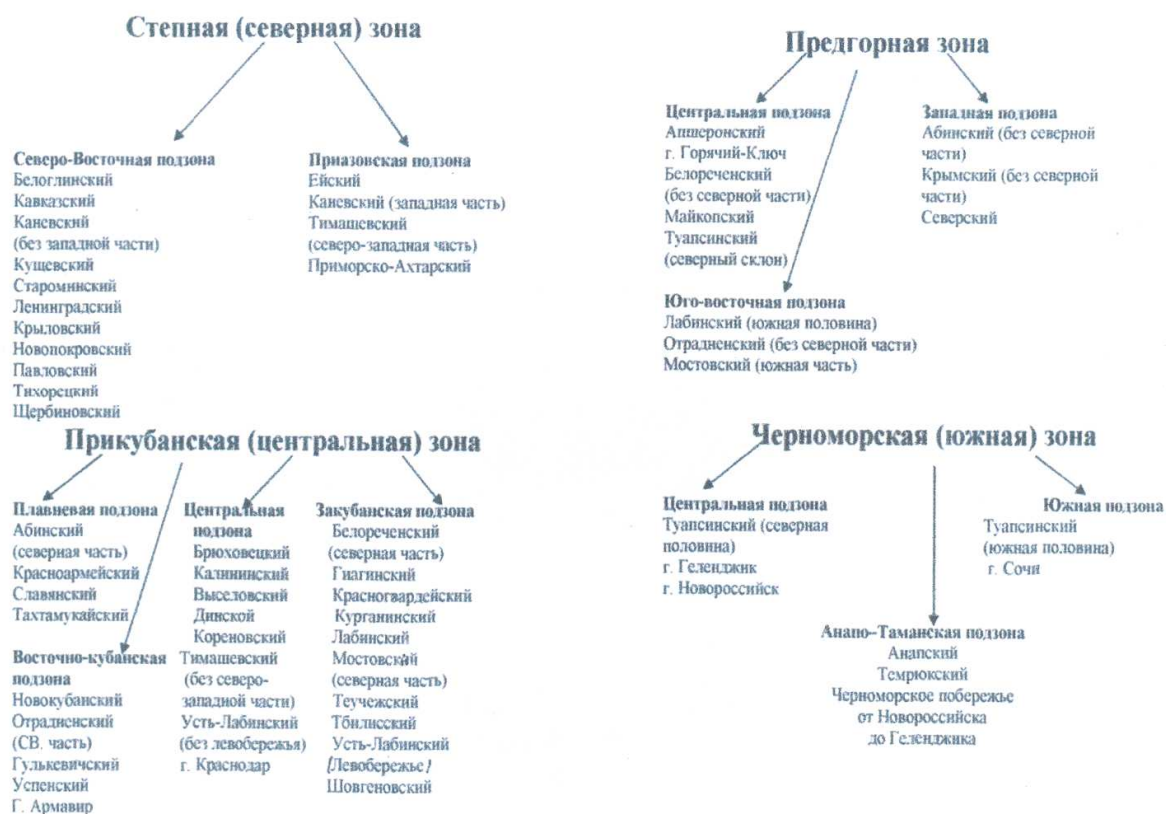 Степная (северная) зона
Северо-Восточная подзона
Белоглинский
Кавказский
Каневский
(без западной части)
Кущевский
Староминский
Ленинградский
Крыловский
Новопокровский
Павловский
Тихорецкий
Щербиновский
Приазовская подзона
Ейский
Каневский (западная часть)
Тимашевский
(северо-западная часть)
Приморско-Ахтарский
Предгорная зона
Центральная подзона
Апшеронский
г. Горячий-Ключ
Белореченский
(без северной части)
Майкопский
Туапсинский
(северный склон)
Западная подзона
Абинский (без северной
части)
Крымский (без северной
части)
Северский
Юго-восточная подзона
Лабинский (южная половина)
Отрадненский (без северной части)
Мостовский (южная часть)
Прикубанская (центральная) зона
Плавневая подзона
Абинский
(северная часть)
Красноармейский
Славянский
Тахтамукайский
Восточно-кубанская
подзона
Новокубанский
Отрадненский
(СВ. часть)
Гулькевичский
Успенский
Г. Армавир
Центральная
подзона
Брюховецкий
Калининский
Выселовский
Динской
Кореновский
Тимашевский
(без северо-
западной части)
Усть-Лабинский
(без левобережья)
г. Краснодар
Закубанская подзона
Белореченский
(северная часть)
Гиагинский
Красногвардейский
Курганинский
Лабинский
Мостовский
(северная часть)
Теучежский
Тбилисский
Усть-Лабинский
/Левобережье/
Шовгеновский
Черноморская (южная) зона
Центральная подзона
Туапсинский (северная
половина)
г. Геленджик
г. Новороссийск
Южная подзона
Туапсинский
(южная половина)
г. Сочи
Анапо–Таманская подзона
Анапский
Темрюкский
Черноморское побережье
от Новороссийска
до Геленджика